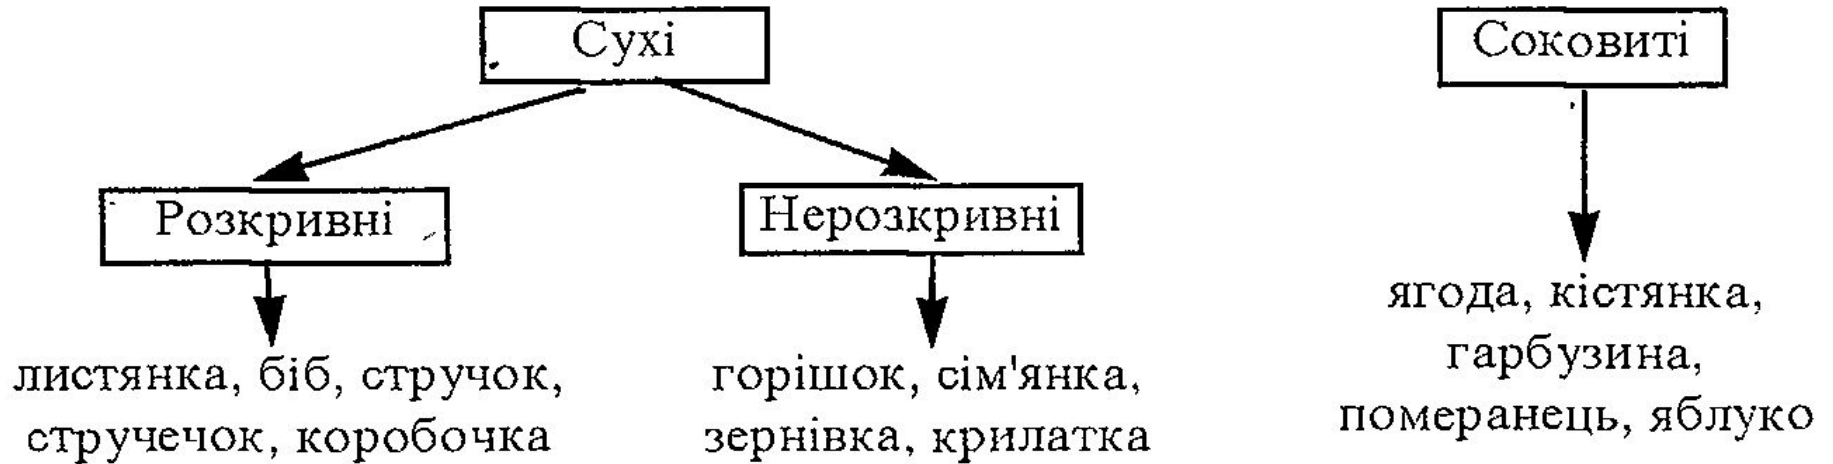 Сухі
Соковиті
Розкривні
Нерозкривні
листянка, біб, стручок,
стручечок, коробочка
горішок, сім'янка,
зернівка, крилатка
ягода, кістянка,
гарбузина,
померанець, яблуко